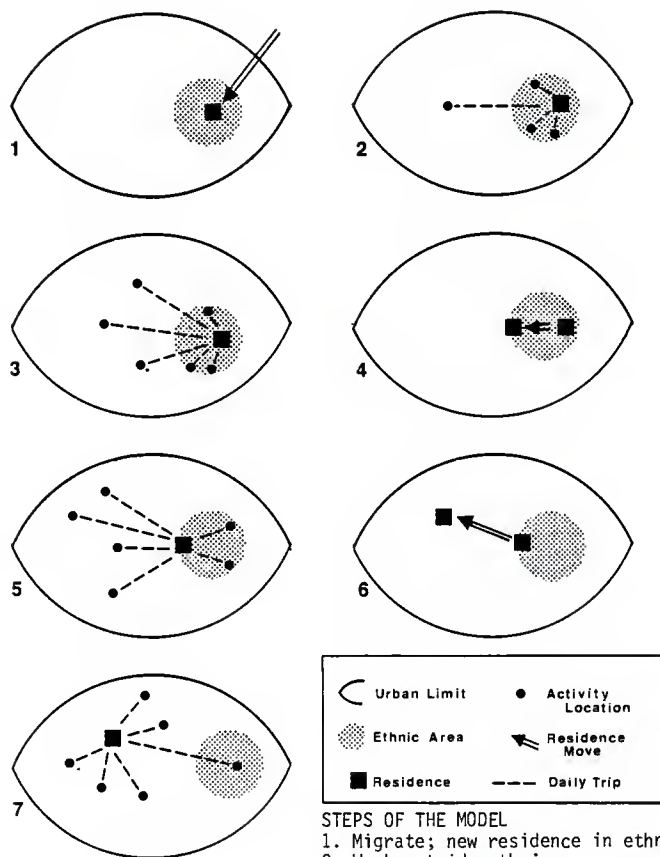 1
2
3
4
5
6
7
Urban Limit
Activity Location
Ethnic Area
Residence Move
Residence
Daily Trip
STEPS OF THE MODEL
1. Migrate; new residence in ethn